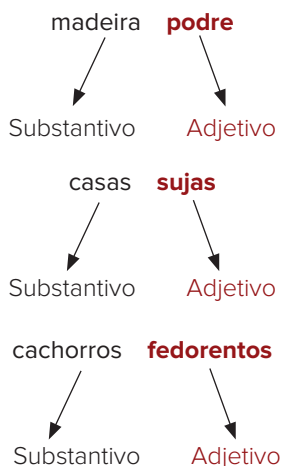 madeira podre
Substantivo Adjetivo
casas sujas
Substantivo Adjetivo
cachorros fedorentos
Substantivo Adjetivo